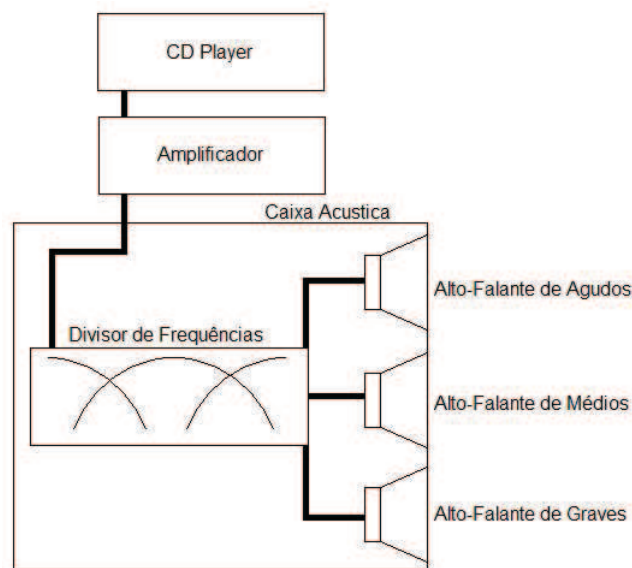 CD Player
Amplificador
Caixa Acustica
Alto-Falante de Agudos
Divisor de Frequências
Alto-Falante de Médios
Alto-Falante de Graves